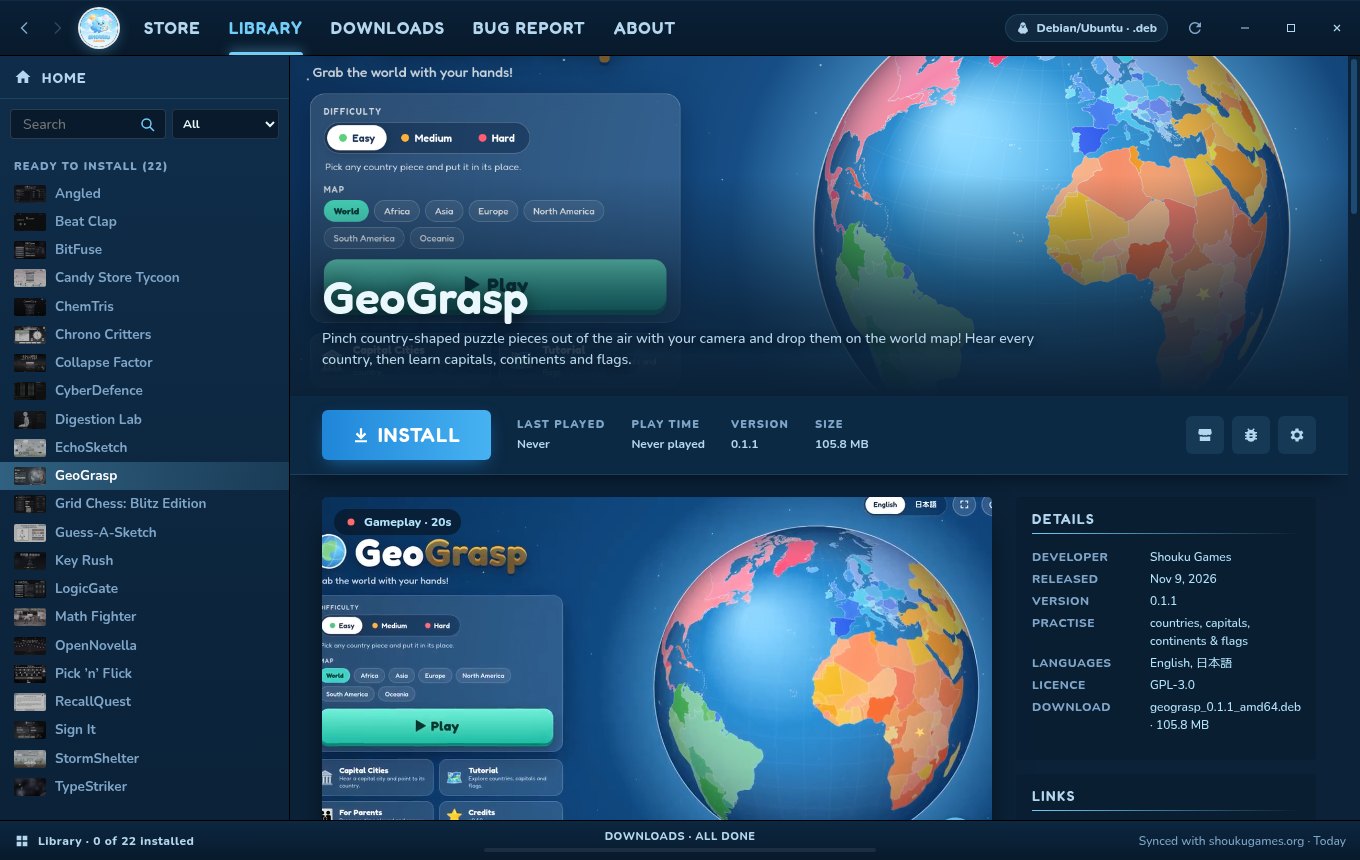 STORE
LIBRARY
DOWNLOADS
BUG REPORT
ABOUT
Debian/Ubuntu · .deb
HOME
Search
All
READY TO INSTALL (22)
Angled
Beat Clap
BitFuse
Candy Store Tycoon
ChemTris
Chrono Critters
Collapse Factor
CyberDefence
Digestion Lab
EchoSketch
GeoGrasp
Grid Chess: Blitz Edition
Guess-A-Sketch
Key Rush
LogicGate
Math Fighter
OpenNovella
Pick ’n’ Flick
RecallQuest
Sign It
StormShelter
TypeStriker
Grab the world with your hands!
DIFFICULTY
Easy
Medium
Hard
Pick any country piece and put it in its place.
MAP
World
Africa
Asia
Europe
North America
South America
Oceania
Play
GeoGrasp
Capital Cities
Tutorial
Pinch country-shaped puzzle pieces out of the air with your camera and drop them on the world map! Hear every
country, then learn capitals, continents and flags.
INSTALL
LAST PLAYED
Never
PLAY TIME
Never played
VERSION
0.1.1
SIZE
105.8 MB
Gameplay · 20s
English
日本語
GeoGrasp
ab the world with your hands!
IFFICULTY
Easy
Medium
Hard
Pick any country piece and put it in its place.
MAP
World
Africa
Asia
Europe
North America
South America
Oceania
Play
Capital Cities
Hear a capital city and point to its
country.
Tutorial
Explore countries, capitals and
flags.
For Parents
Credits
DETAILS
DEVELOPER
Shouku Games
RELEASED
Nov 9, 2026
VERSION
0.1.1
PRACTISE
countries, capitals,
continents & flags
LANGUAGES
English, 日本語
LICENCE
GPL-3.0
DOWNLOAD
geograsp_0.1.1_amd64.deb
· 105.8 MB
LINKS
Library · 0 of 22 installed
DOWNLOADS · ALL DONE
Synced with shoukugames.org · Today